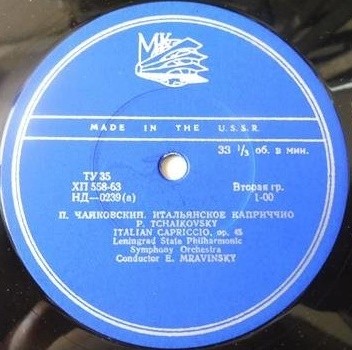 МК
MADE IN THE U.S.S.R.
33 1/3 об. в мин.
ТУ 35
ХП 558-63
НД—0239(а)
Вторая гр.
1-00
П. ЧАЙКОВСКИЙ. ИТАЛЬЯНСКОЕ КАПРИЧЧИО
P. TCHAIKOVSKY
ITALIAN CAPRICCIO, op. 45
Leningrad State Philharmonic
Symphony Orchestra
Conductor E. MRAVINSKY